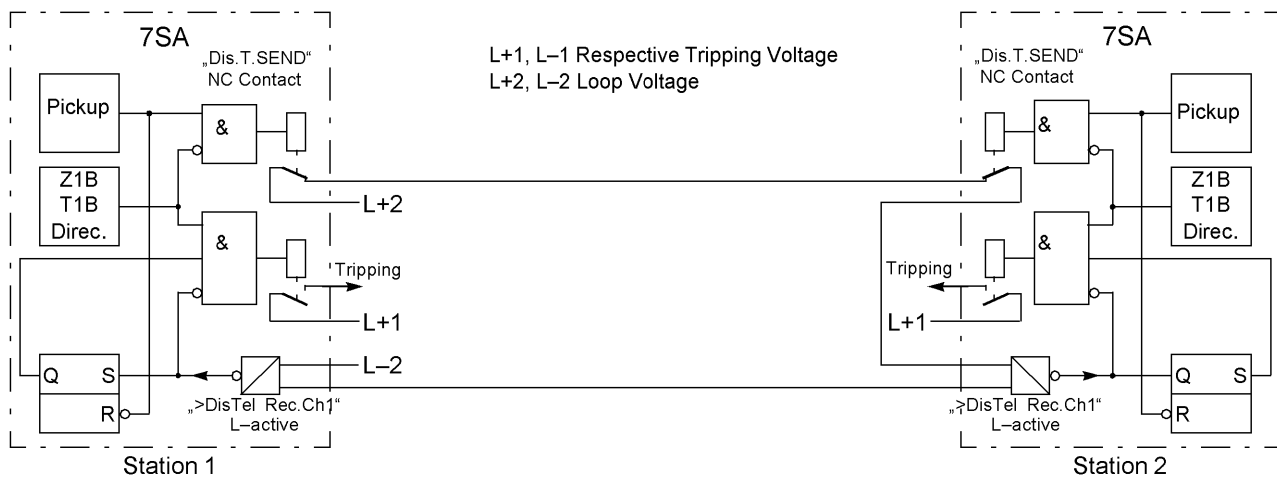 7SA
„Dis.T.SEND“
NC Contact
Pickup
&
Z1B
T1B
Direc.
&
L+2
Tripping
L+1
L–2
Q S
R
„>DisTel Rec.Ch1“
L–active
Station 1
L+1, L–1 Respective Tripping Voltage
L+2, L–2 Loop Voltage
7SA
„Dis.T.SEND“
NC Contact
&
Pickup
Z1B
T1B
Direc.
&
Tripping
L+1
Q S
R
„>DisTel Rec.Ch1“
L–active
Station 2